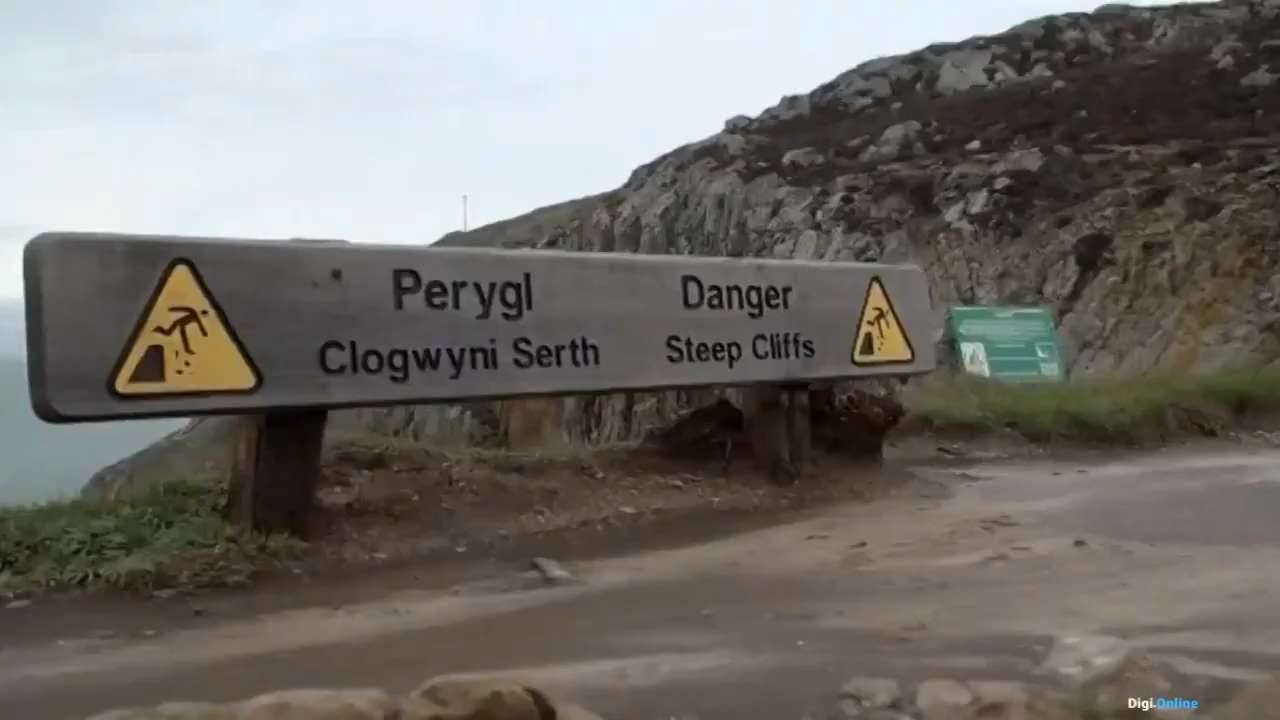 Perygl
Clogwyni Serth
Danger
Steep Cliffs
Digi.Online